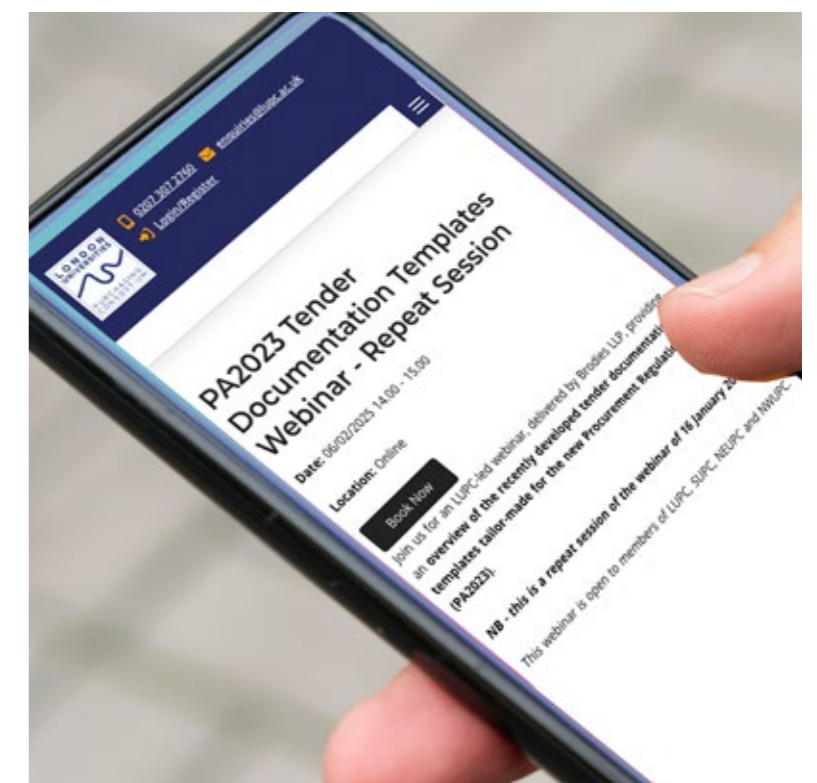 0207 307 2760 enquiries@lupc.ac.uk
Login/Register
LONDON
UNIVERSITIES
PURCHASING
CONSORTIUM
PA2023 Tender
Documentation Templates
Webinar - Repeat Session
Date: 06/02/2025 14.00 - 15.00
Location: Online
Book Now
Join us for an LUPC-led webinar, delivered by Brodies LLP, providing
an overview of the recently developed tender
templates tailor-made for the new Procurement
(PA2023).
NB - this is a repeat session of the webinar of 16 January
This webinar is open to members of LUPC, SUPC, NEUPC and NWUPC